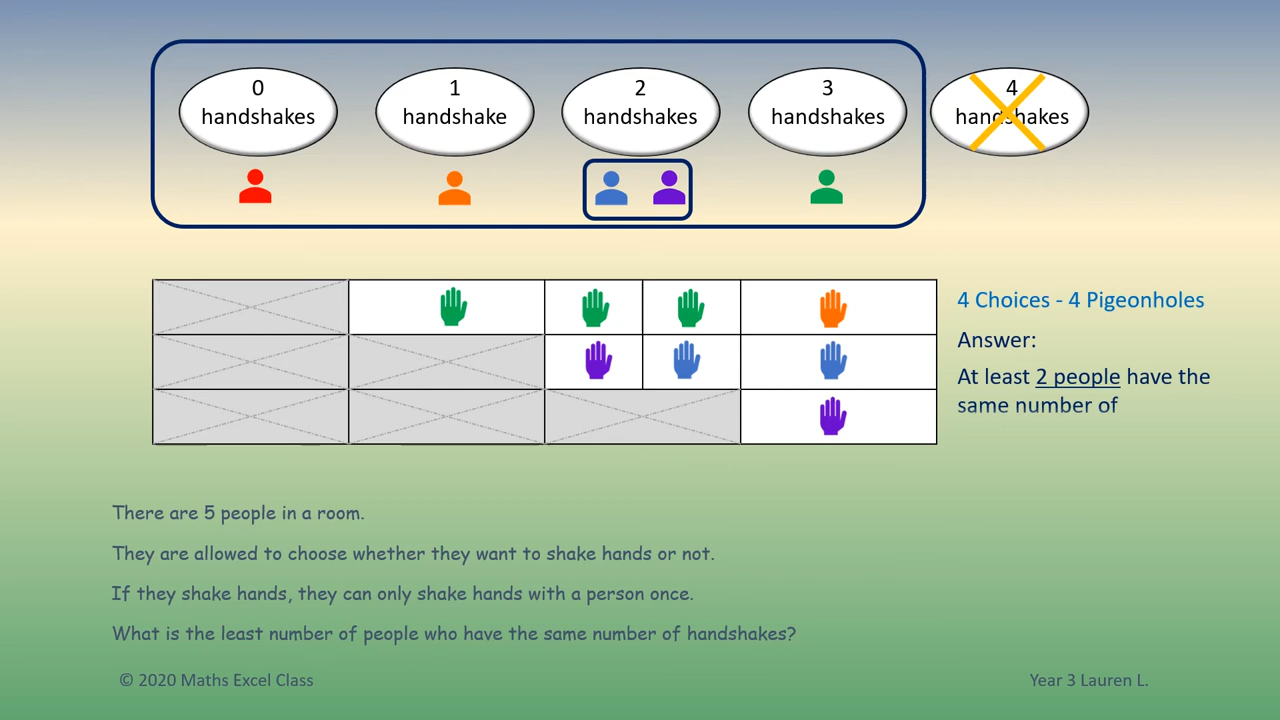 0
handshakes
1
handshake
2
handshakes
3
handshakes
4
handshakes
4 Choices - 4 Pigeonholes
Answer:
At least 2 people have the
same number of
There are 5 people in a room.
They are allowed to choose whether they want to shake hands or not.
If they shake hands, they can only shake hands with a person once.
What is the least number of people who have the same number of handshakes?
© 2020 Maths Excel Class
Year 3 Lauren L.